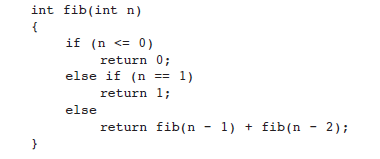 int fib(int n)
{
    if (n <= 0)
        return 0;
    else if (n == 1)
        return 1;
    else
        return fib(n - 1) + fib(n - 2);
}